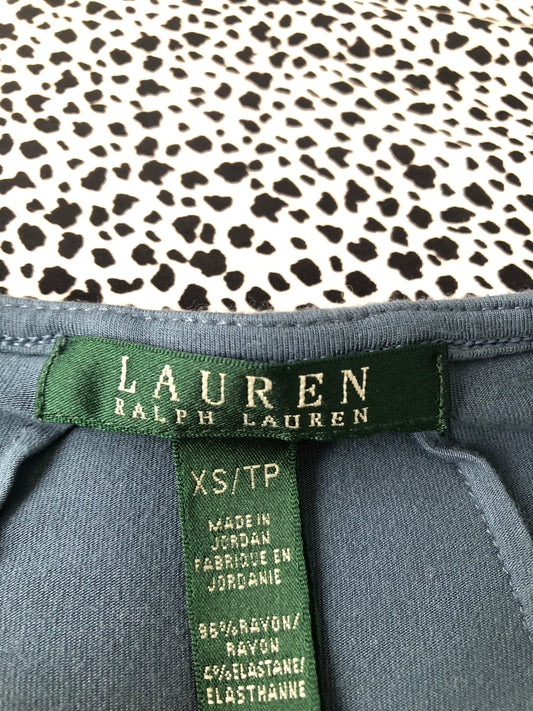 LAUREN
RALPH LAUREN
XS/TP
MADE IN
JORDAN
FABRIQUE EN
JORDANIE
96%RAYON/
RAYON
4%ELASTANE/
ELASTHANNE